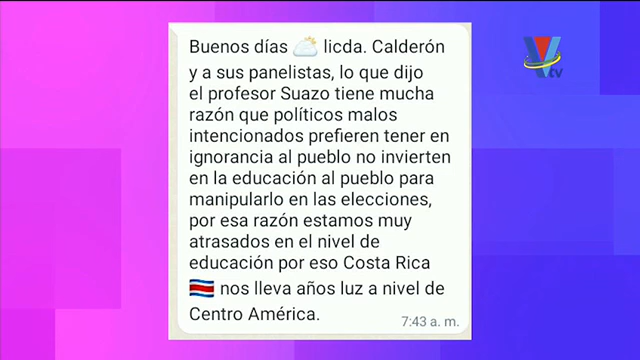 Buenos días 🌥️ licda. Calderón
y a sus panelistas, lo que dijo
el profesor Suazo tiene mucha
razón que políticos malos
intencionados prefieren tener en
ignorancia al pueblo no invierten
en la educación al pueblo para
manipularlo en las elecciones,
por esa razón estamos muy
atrasados en el nivel de
educación por eso Costa Rica
🇨🇷 nos lleva años luz a nivel de
Centro América.
7:43 a. m.
Vtv